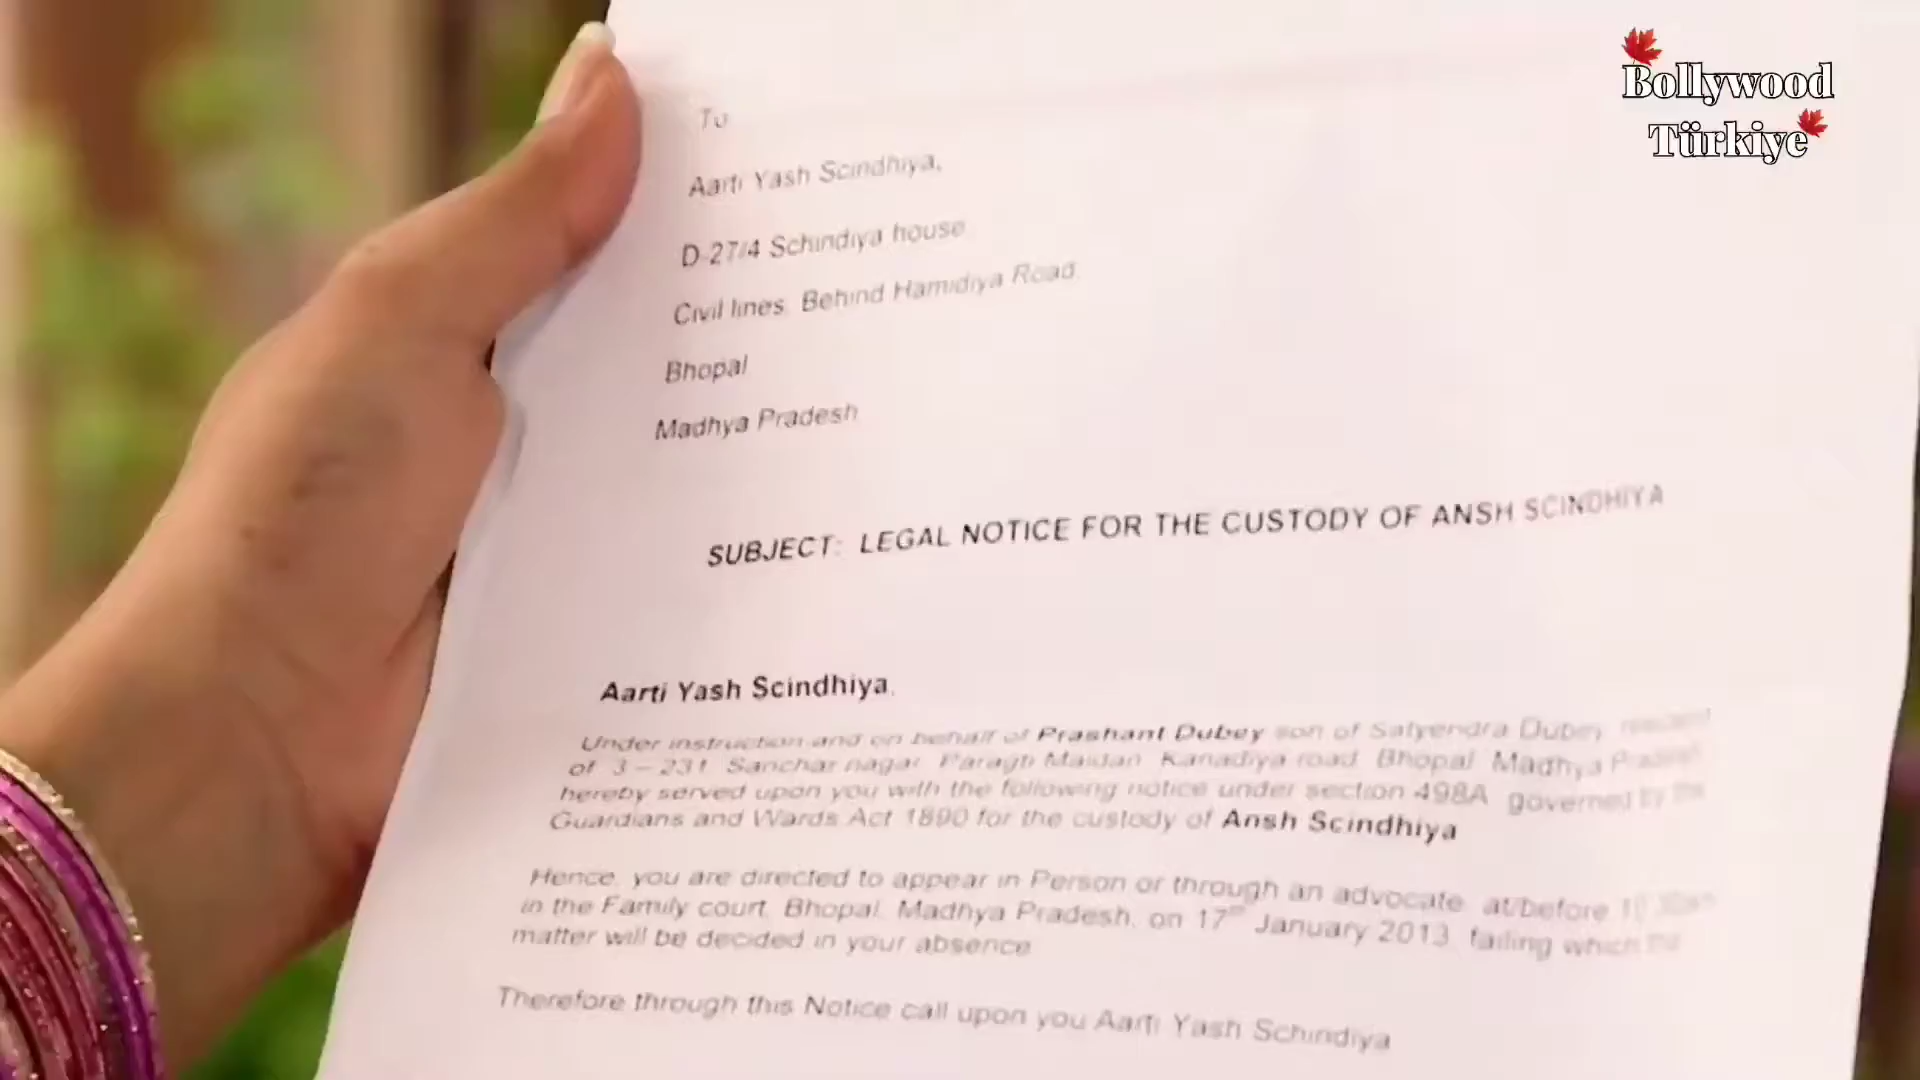 Bollywood
Türkiye
To
Aarti Yash Scindhiya,
D-27/4 Schindiya house
Civil lines, Behind Hamidiya Road
Bhopal
Madhya Pradesh
SUBJECT: LEGAL NOTICE FOR THE CUSTODY OF ANSH SCINDHIYA
Aarti Yash Scindhiya,
Under instruction and on behalf of Prashant Dubey son of Satyendra Dubey, resident
of 3 – 231, Sanchar nagar, Paragti Maidan, Kanadiya road, Bhopal, Madhya Pradesh
hereby served upon you with the following notice under section 498A, governed by the
Guardians and Wards Act 1890 for the custody of Ansh Scindhiya
Hence, you are directed to appear in Person or through an advocate, at/before
in the Family court, Bhopal, Madhya Pradesh, on 17th January 2013, failing which the
matter will be decided in your absence
Therefore through this Notice call upon you Aarti Yash Schindiya